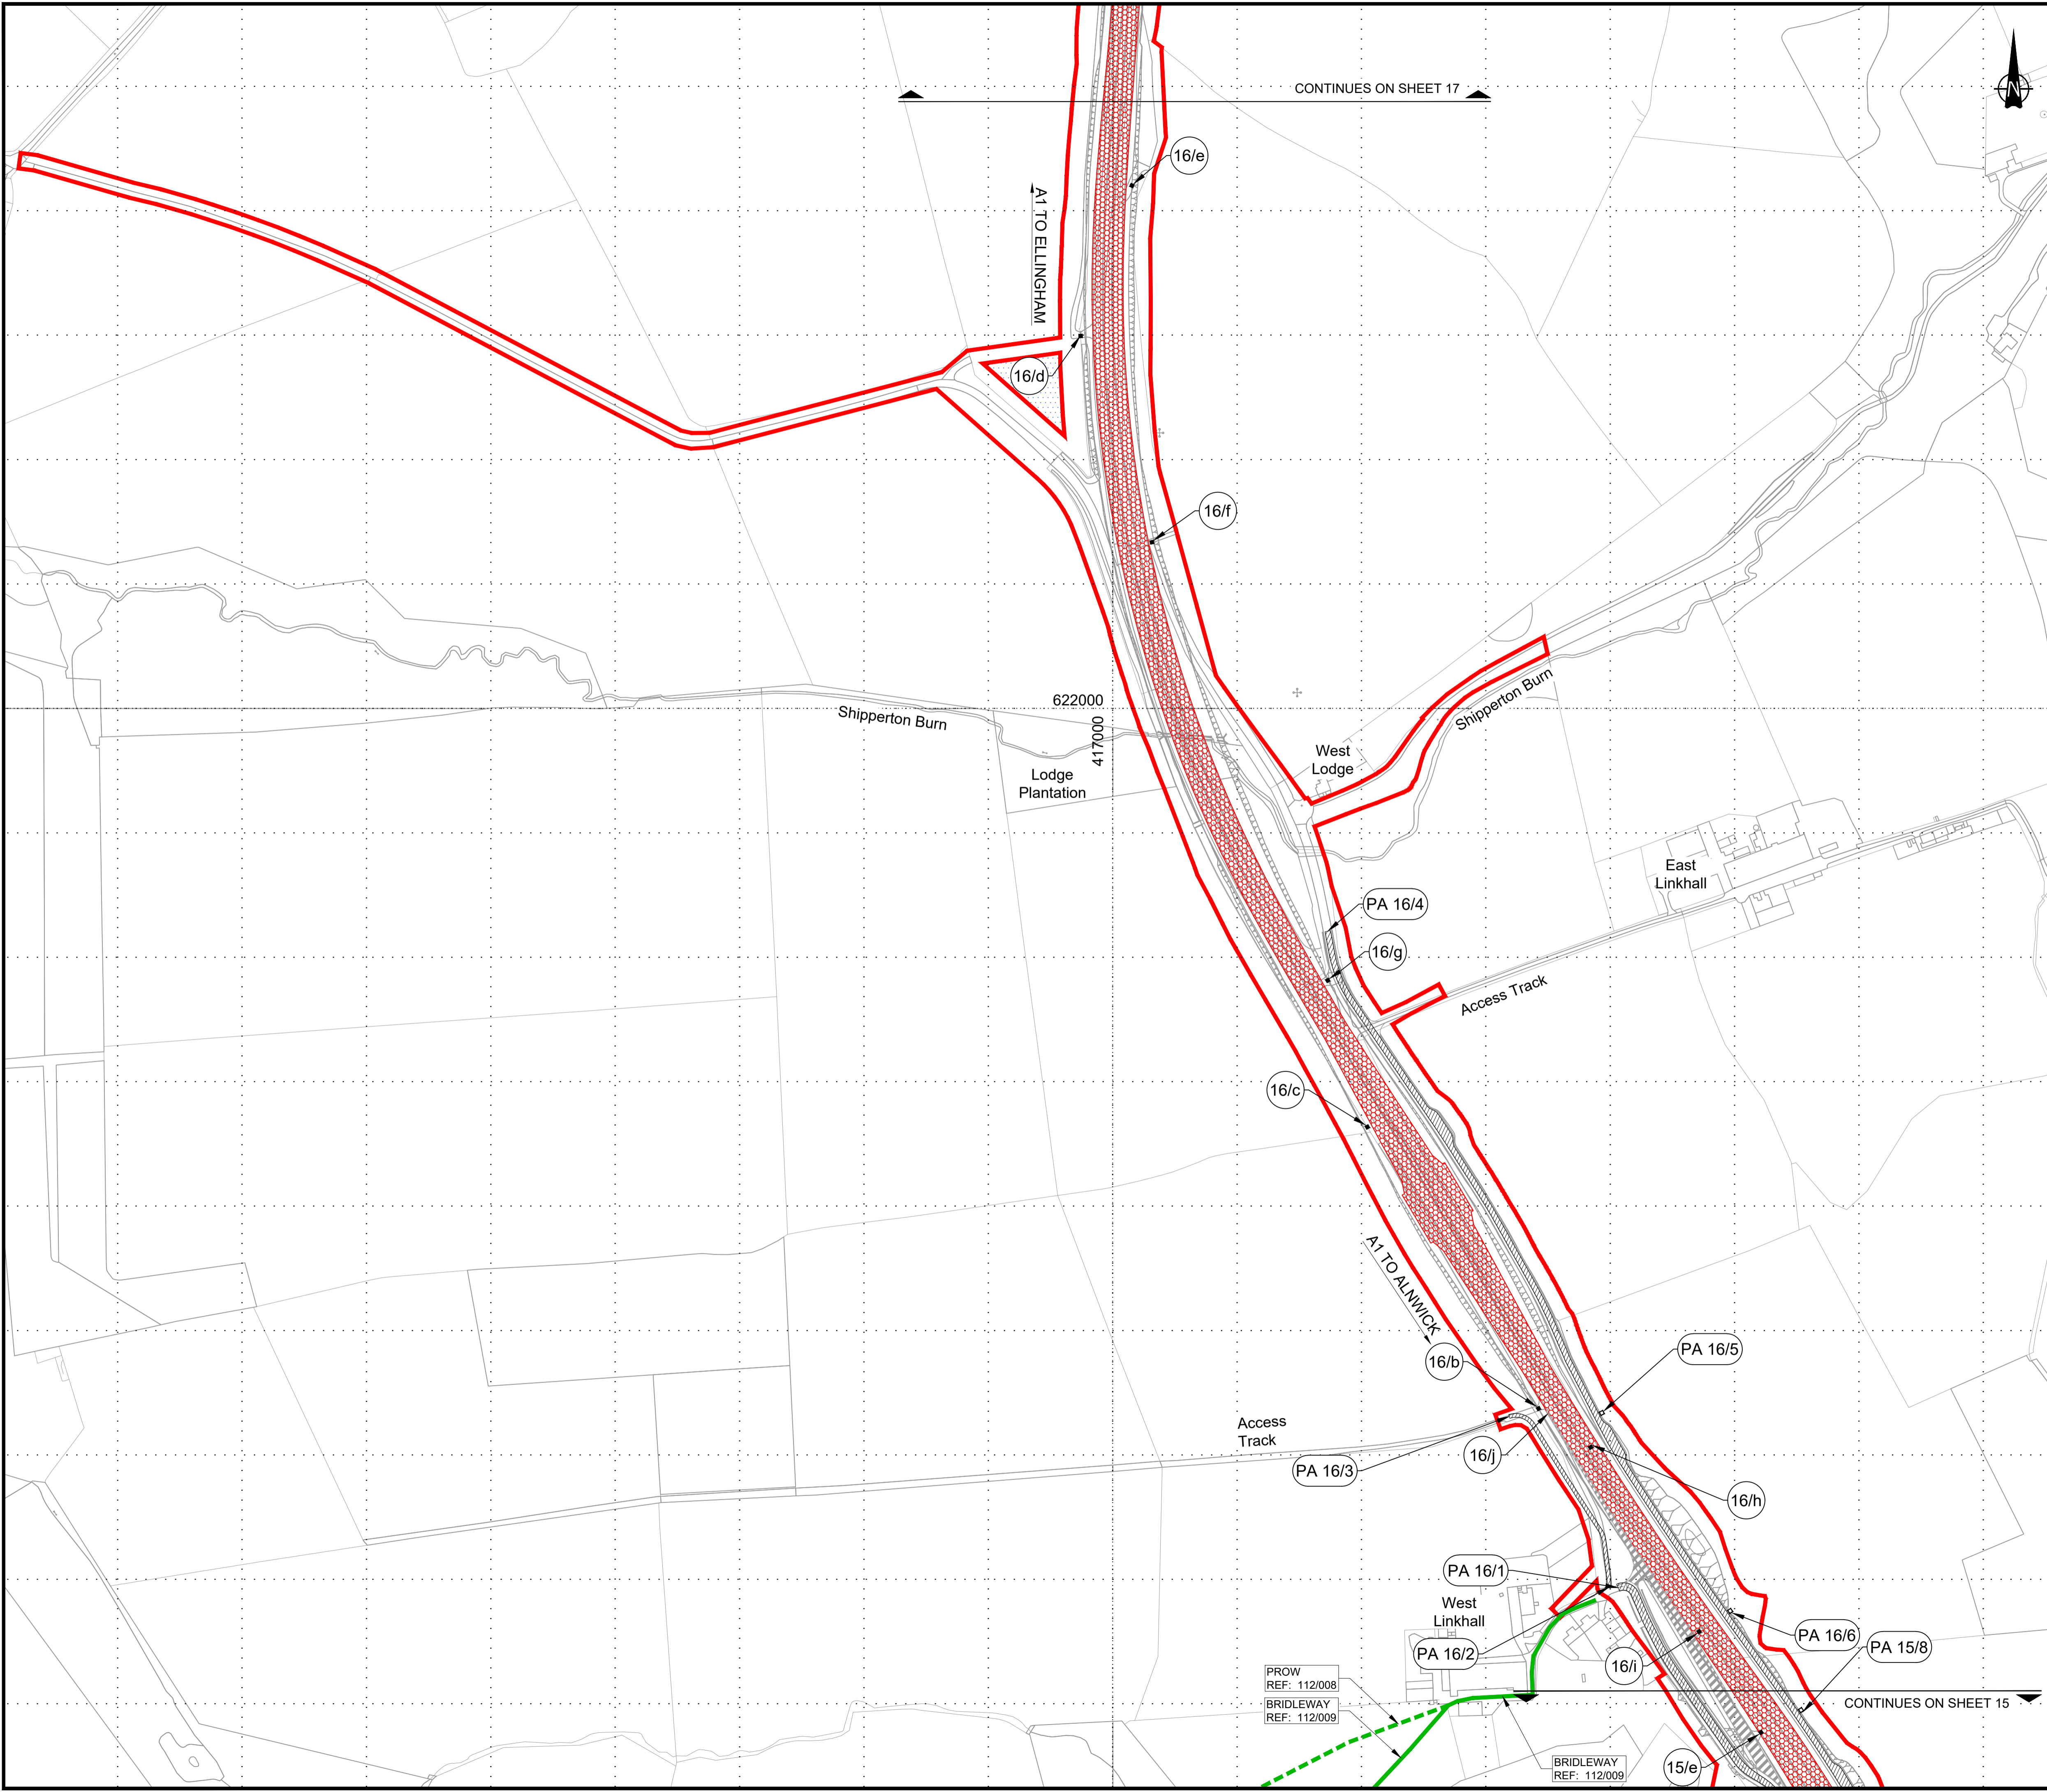 CONTINUES ON SHEET 17
N
16/e
A1 TO ELLINGHAM
16/d
16/f
622000
417000
Shipperton Burn
Shipperton Burn
West
Lodge
Lodge
Plantation
East
Linkhall
PA 16/4
16/g
Access Track
16/c
A1 TO ALNWICK
PA 16/5
16/b
Access
Track
16/j
PA 16/3
16/h
PA 16/1
West
Linkhall
PA 16/2
PA 16/6
PA 15/8
16/i
PROW
REF: 112/008
BRIDLEWAY
REF: 112/009
CONTINUES ON SHEET 15
BRIDLEWAY
REF: 112/009
15/e